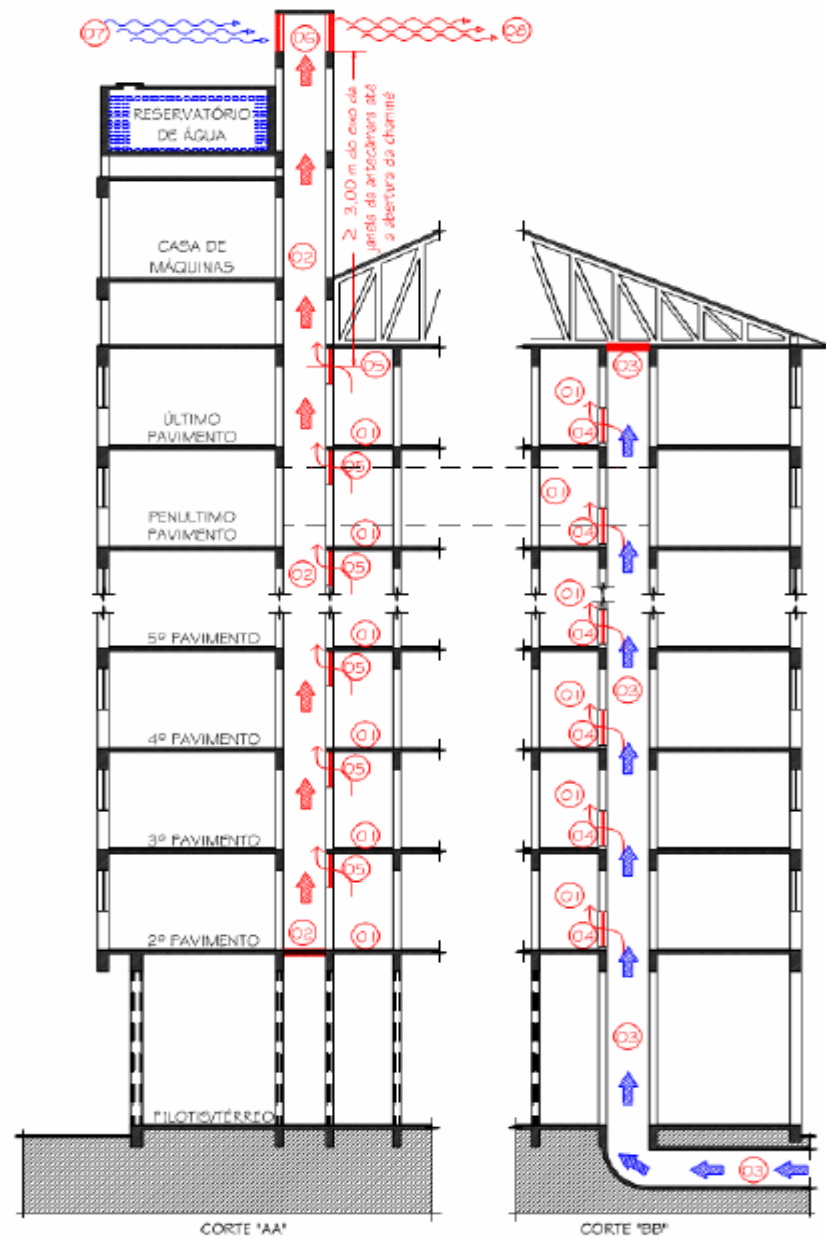 07
06
08
RESERVATÓRIO
DE ÁGUA
≥ 3,00 m do eixo da
janela da antecâmara até
a abertura da chaminé
CASA DE
MÁQUINAS
02
05
03
01
ÚLTIMO
PAVIMENTO
01
04
05
01
PENULTIMO
PAVIMENTO
01
04
02
05
01
5º PAVIMENTO
01
04
05
03
01
4º PAVIMENTO
01
04
05
01
3º PAVIMENTO
01
04
05
01
2º PAVIMENTO
02
01
04
03
PILOTIS/TÉRREO
03
CORTE "AA"
CORTE "BB"